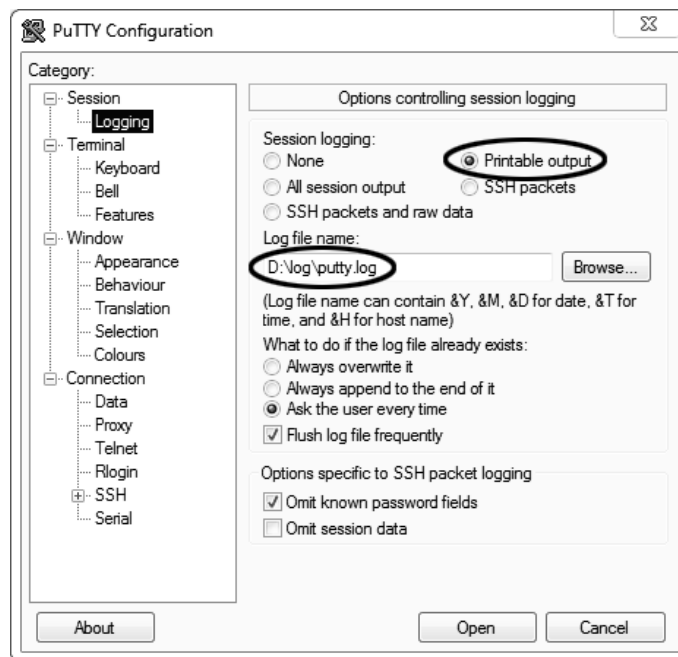 PuTTY Configuration
Category:
Session
Logging
Terminal
Keyboard
Bell
Features
Window
Appearance
Behaviour
Translation
Selection
Colours
Connection
Data
Proxy
Telnet
Rlogin
SSH
Serial
Options controlling session logging
Session logging:
None
Printable output
All session output
SSH packets
SSH packets and raw data
Log file name:
D:\log\putty.log
Browse...
(Log file name can contain &Y, &M, &D for date, &T for
time, and &H for host name)
What to do if the log file already exists:
Always overwrite it
Always append to the end of it
Ask the user every time
Flush log file frequently
Options specific to SSH packet logging
Omit known password fields
Omit session data
About
Open
Cancel